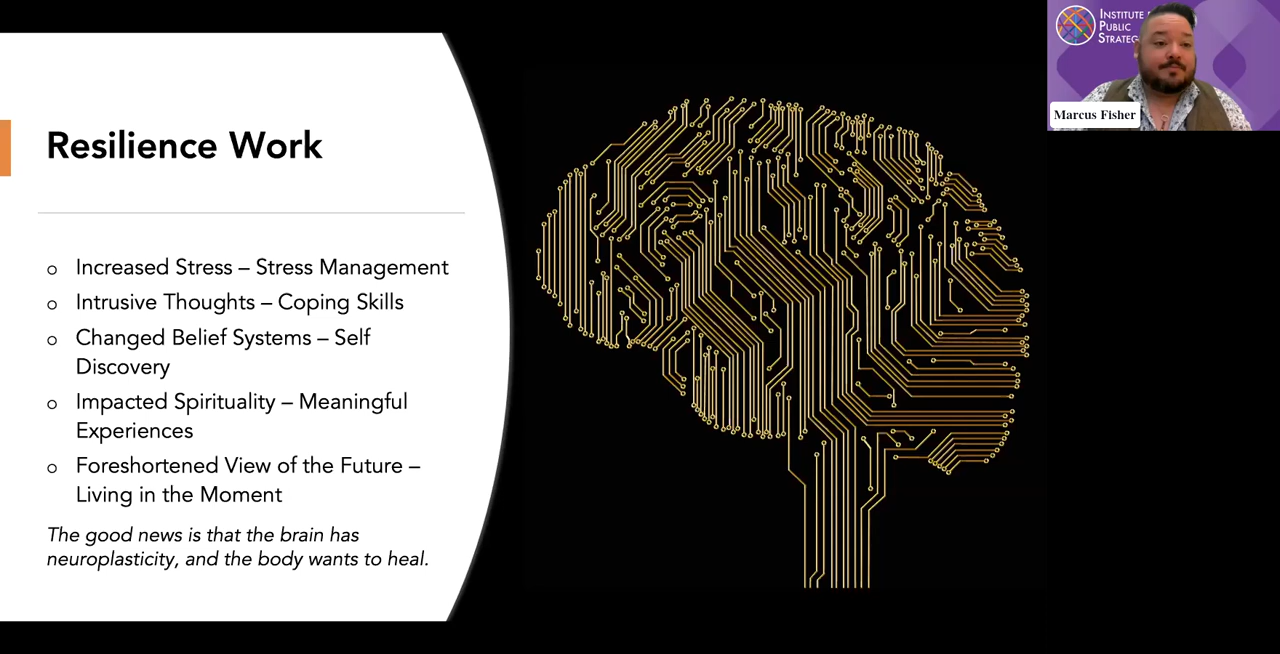 Resilience Work
o Increased Stress – Stress Management
o Intrusive Thoughts – Coping Skills
o Changed Belief Systems – Self
Discovery
o Impacted Spirituality – Meaningful
Experiences
o Foreshortened View of the Future –
Living in the Moment
The good news is that the brain has
neuroplasticity, and the body wants to heal.
INSTITUTE
PUBLIC
Marcus Fisher